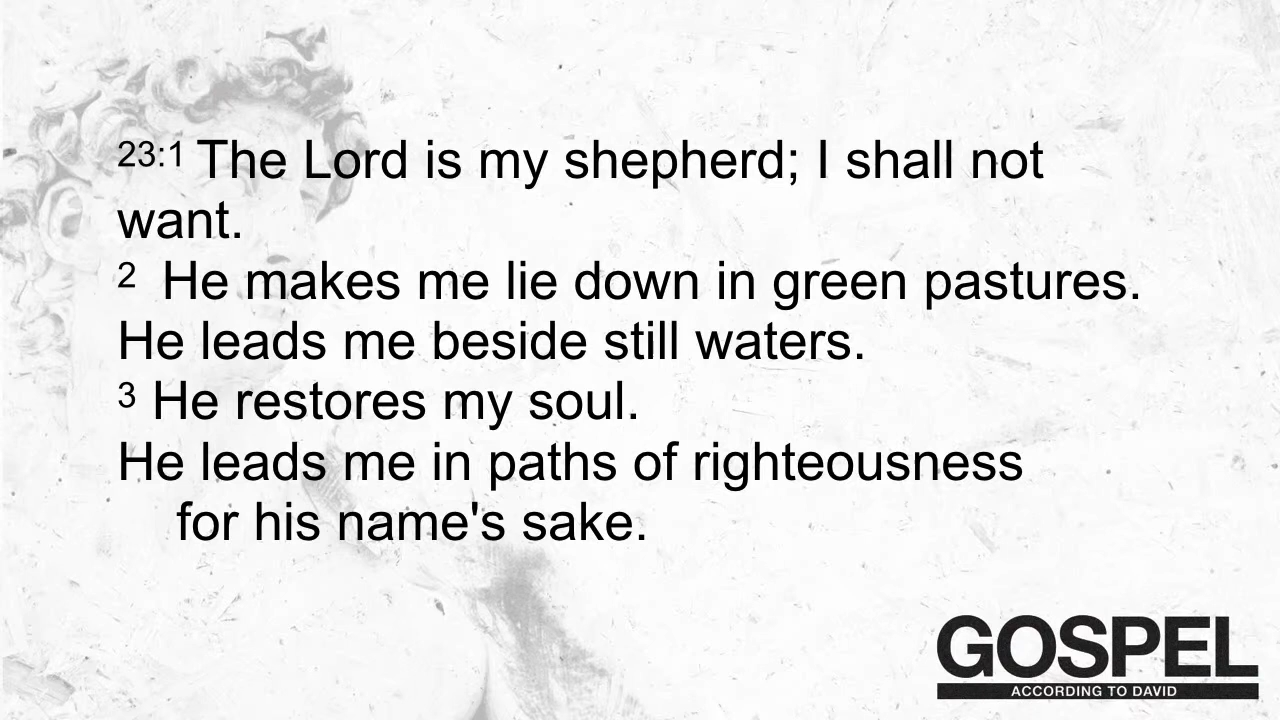 23:1 The Lord is my shepherd; I shall not
want.
2 He makes me lie down in green pastures.
He leads me beside still waters.
3 He restores my soul.
He leads me in paths of righteousness
for his name's sake.
GOSPEL
ACCORDING TO DAVID